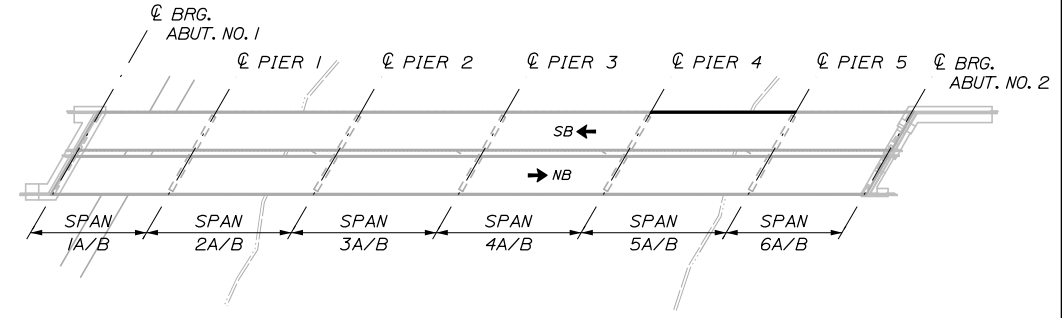 ℄ BRG.
ABUT. NO. 1
℄ PIER 1
℄ PIER 2
℄ PIER 3
℄ PIER 4
℄ PIER 5
℄ BRG.
ABUT. NO. 2
SB
NB
SPAN
1A/B
SPAN
2A/B
SPAN
3A/B
SPAN
4A/B
SPAN
5A/B
SPAN
6A/B